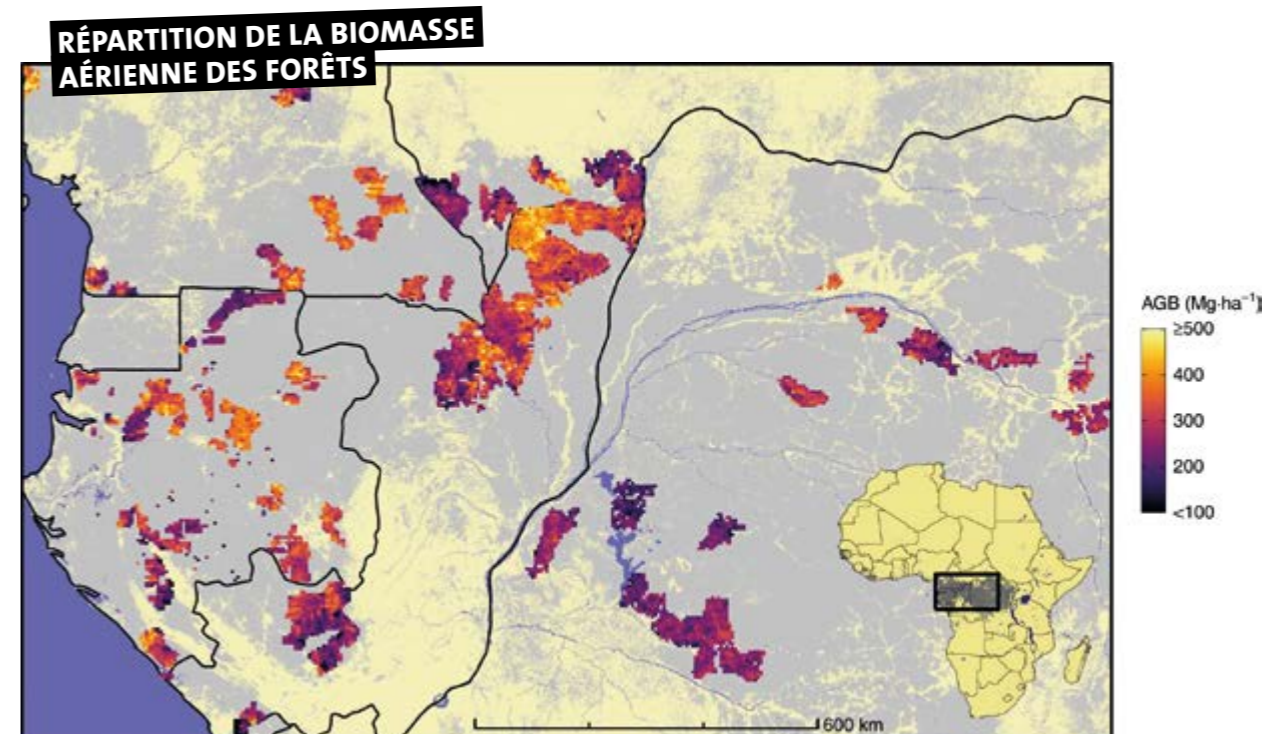 RÉPARTITION DE LA BIOMASSE
AÉRIENNE DES FORÊTS
AGB (Mg·ha⁻¹)
≥500
400
300
200
<100
600 km